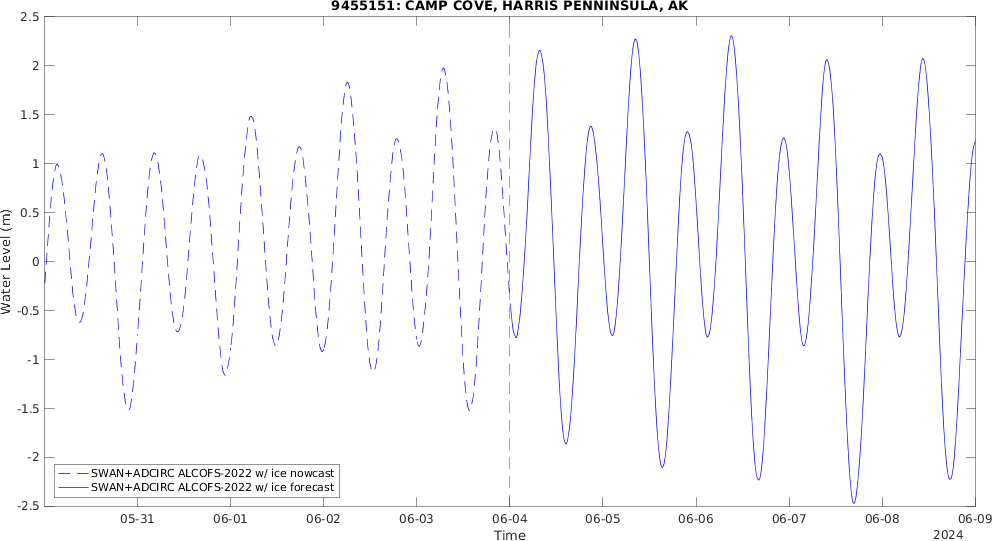 9455151: CAMP COVE, HARRIS PENNINSULA, AK
2.5
2
1.5
1
0.5
0
-0.5
-1
-1.5
-2
-2.5
Water Level (m)
SWAN+ADCIRC ALCOFS-2022 w/ ice nowcast
SWAN+ADCIRC ALCOFS-2022 w/ ice forecast
05-31 06-01 06-02 06-03 06-04 06-05 06-06 06-07 06-08 06-09
Time
2024